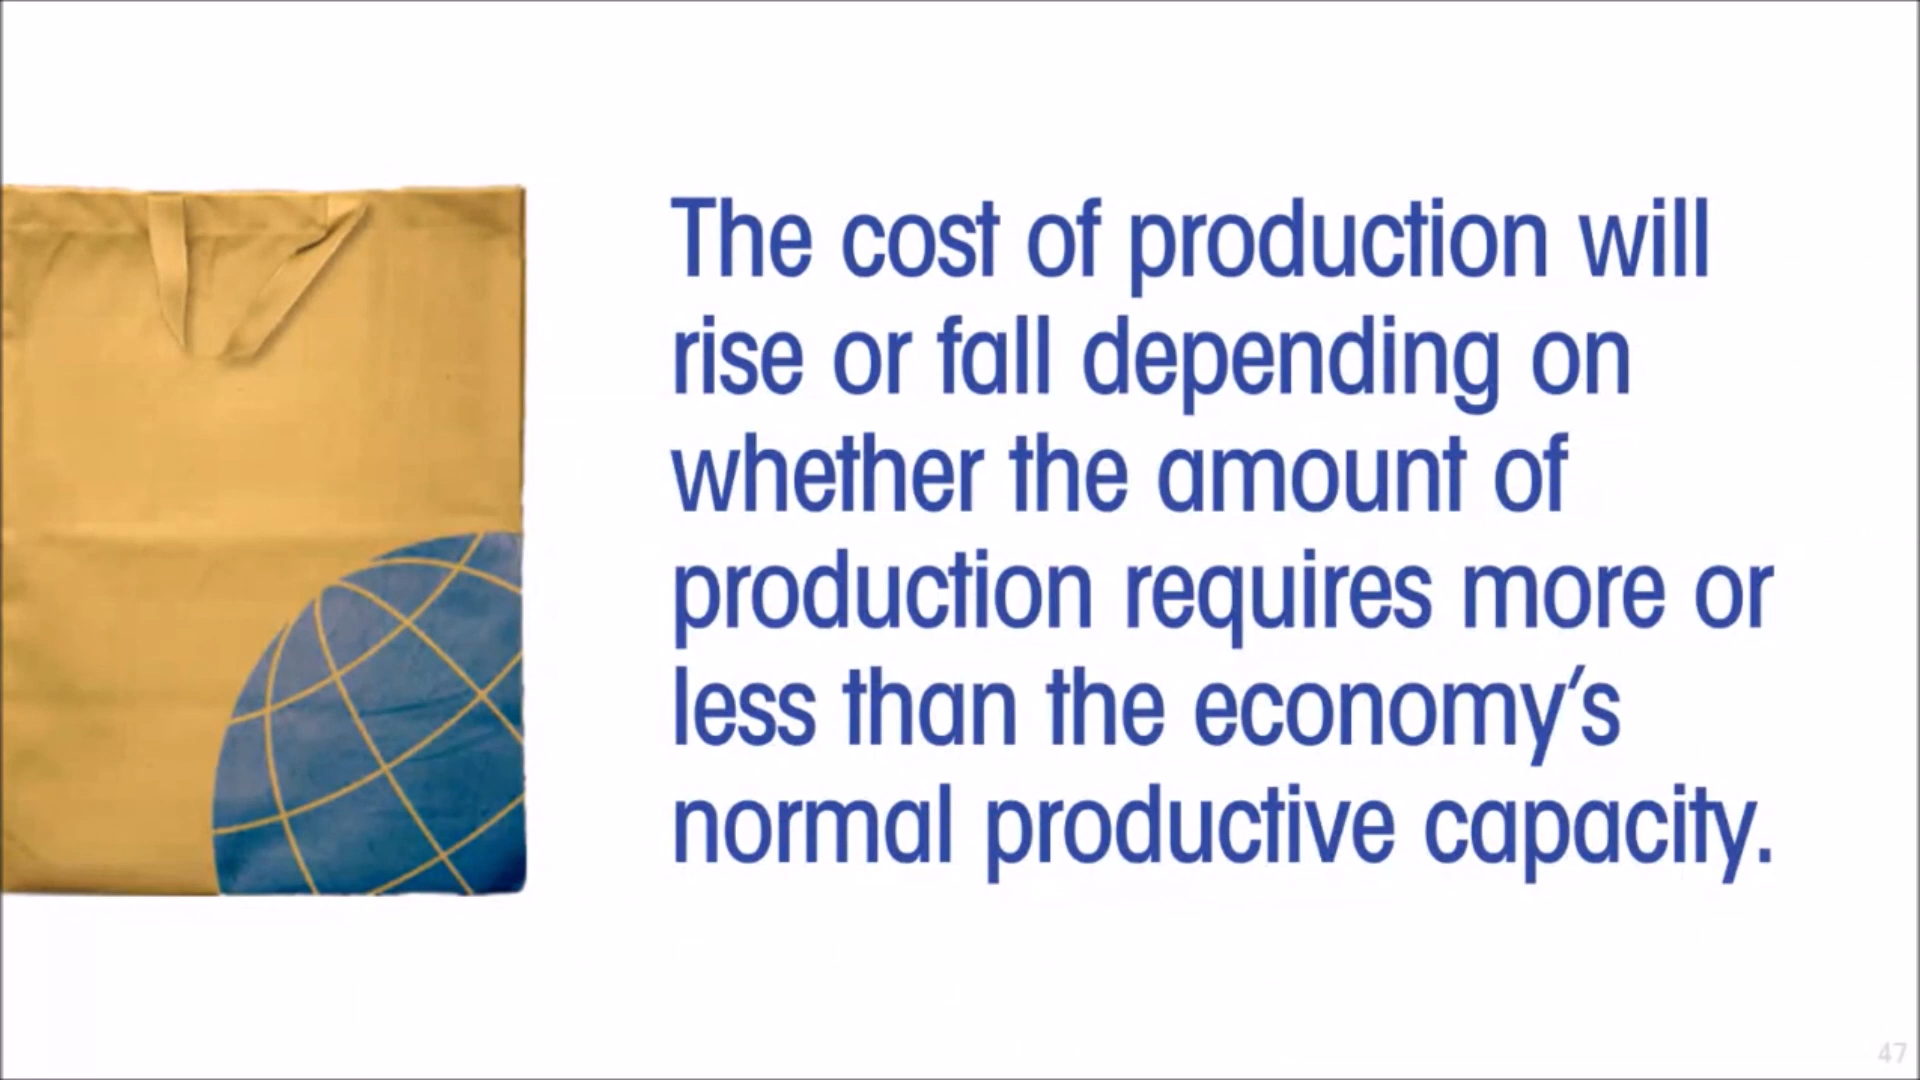 The cost of production will
rise or fall depending on
whether the amount of
production requires more or
less than the economy’s
normal productive capacity.
47